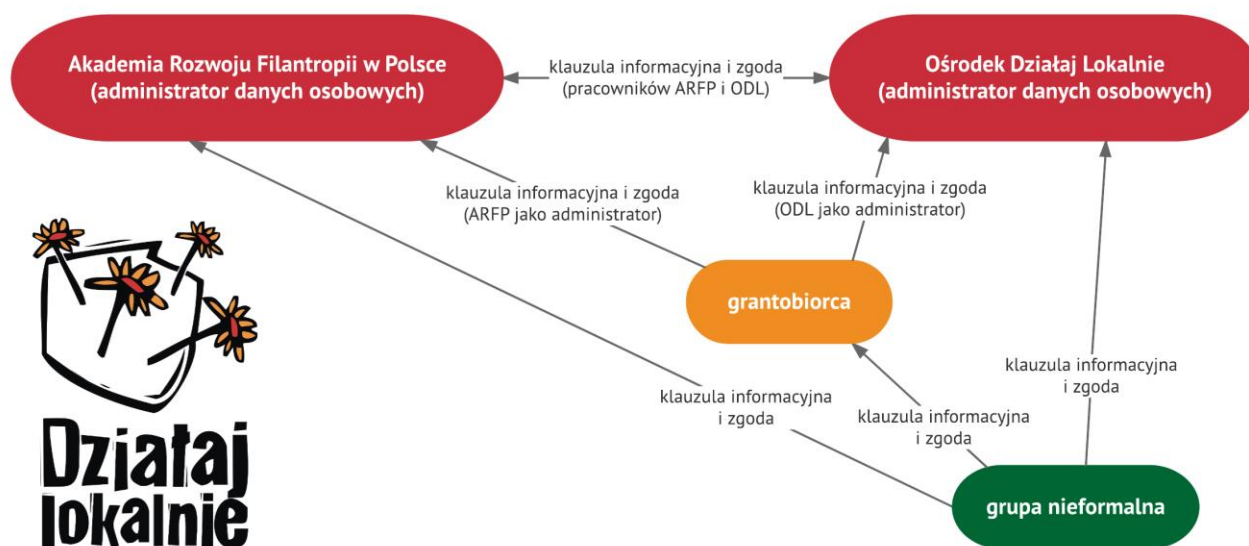 Akademia Rozwoju Filantropii w Polsce
(administrator danych osobowych)
klauzula informacyjna i zgoda
(pracowników ARFP i ODL)
Ośrodek Działaj Lokalnie
(administrator danych osobowych)
klauzula informacyjna i zgoda
(ARFP jako administrator)
klauzula informacyjna i zgoda
(ODL jako administrator)
grantobiorca
klauzula informacyjna
i zgoda
klauzula informacyjna
i zgoda
klauzula informacyjna
i zgoda
grupa nieformalna
Działaj
lokalnie